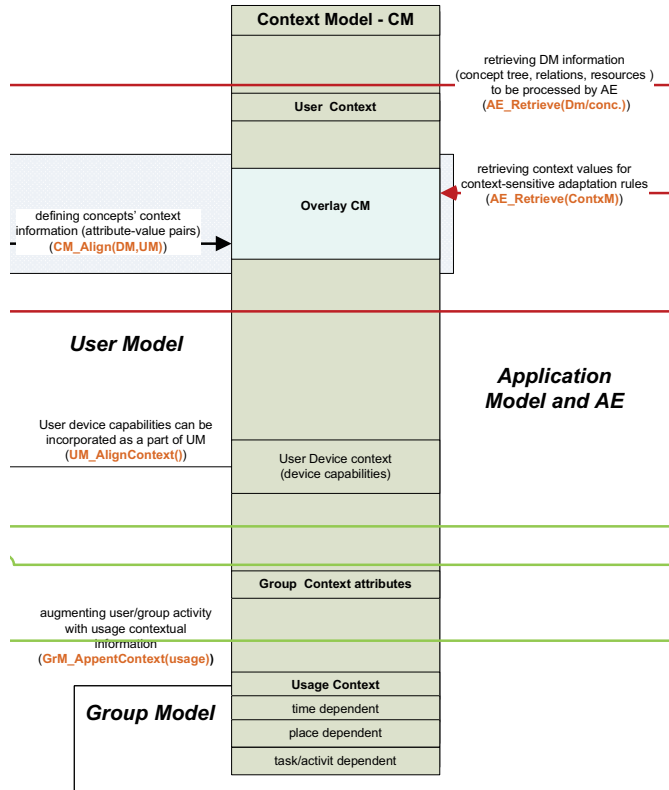 Context Model - CM
retrieving DM information
(concept tree, relations, resources )
to be processed by AE
(AE_Retrieve(Dm/conc.))
User Context
retrieving context values for
context-sensitive adaptation rules
(AE_Retrieve(ContxM))
Overlay CM
defining concepts' context
information (attribute-value pairs)
(CM_Align(DM,UM))
User Model
Application
Model and AE
User device capabilities can be
incorporated as a part of UM
(UM_AlignContext())
User Device context
(device capabilities)
Group Context attributes
augmenting user/group activity
with usage contextual
information
(GrM_AppentContext(usage))
Usage Context
Group Model
time dependent
place dependent
task/activit dependent